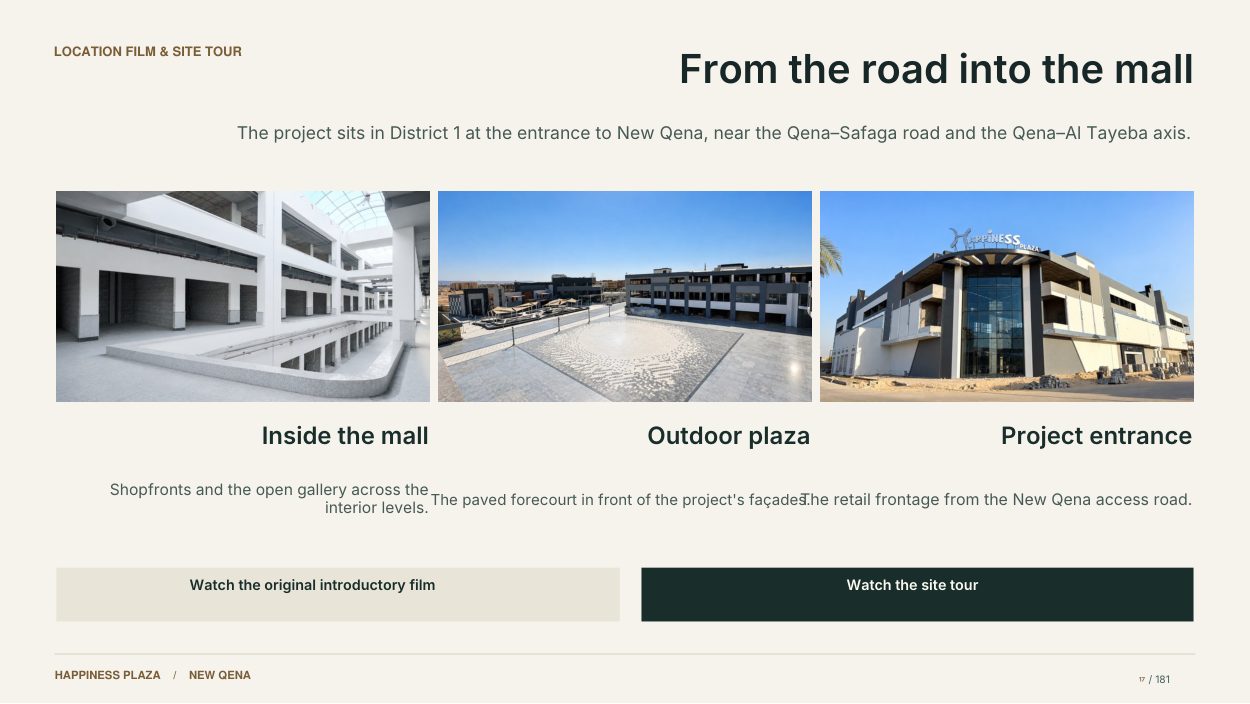 LOCATION FILM & SITE TOUR
From the road into the mall
The project sits in District 1 at the entrance to New Qena, near the Qena–Safaga road and the Qena–Al Tayeba axis.
HAPPINESS
PLAZA
Inside the mall
Outdoor plaza
Project entrance
Shopfronts and the open gallery across the
interior levels.
The paved forecourt in front of the project's façades.
The retail frontage from the New Qena access road.
Watch the original introductory film
Watch the site tour
HAPPINESS PLAZA / NEW QENA
17 / 181